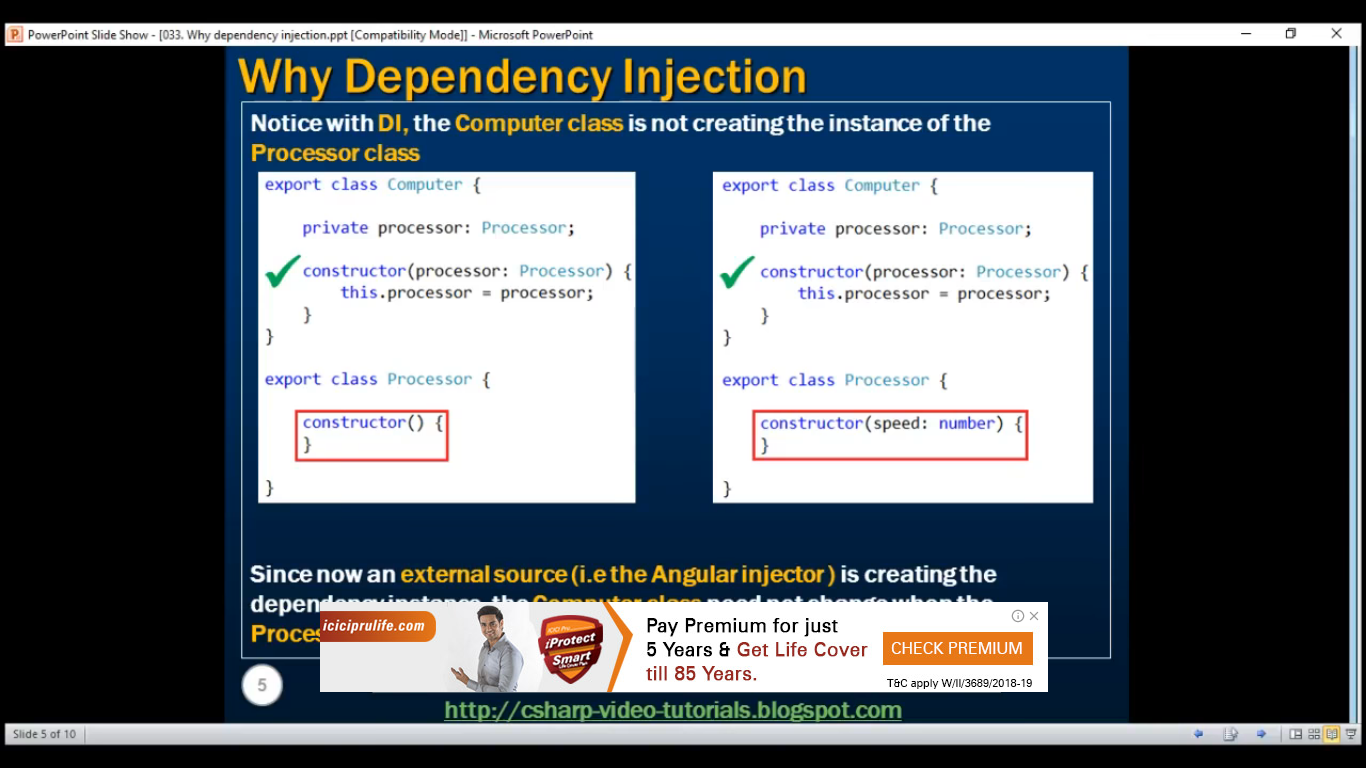 PowerPoint Slide Show - [033. Why dependency injection.ppt [Compatibility Mode]] - Microsoft PowerPoint
Why Dependency Injection
Notice with DI, the Computer class is not creating the instance of the
Processor class
export class Computer {
private processor: Processor;
constructor(processor: Processor) {
this.processor = processor;
}
}
export class Processor {
constructor() {
}
}
export class Computer {
private processor: Processor;
constructor(processor: Processor) {
this.processor = processor;
}
}
export class Processor {
constructor(speed: number) {
}
}
Since now an external source (i.e the Angular injector ) is creating the
dependency instance, the Computer class need not change when the
iciciprulife.com
iProtect
Smart
Pay Premium for just
5 Years & Get Life Cover
till 85 Years.
CHECK PREMIUM
T&C apply W/II/3689/2018-19
5
http://csharp-video-tutorials.blogspot.com
Slide 5 of 10